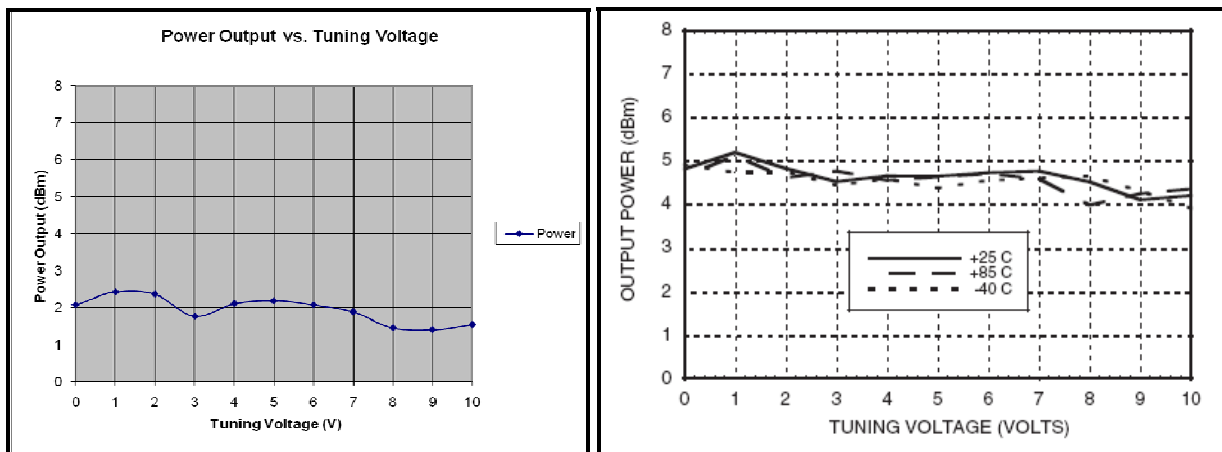 Power Output vs. Tuning Voltage
8
7
6
5
4
3
2
1
0
Power Output (dBm)
0 1 2 3 4 5 6 7 8 9 10
Tuning Voltage (V)
Power
8
7
6
5
4
3
2
1
0
OUTPUT POWER (dBm)
+25 C
+85 C
-40 C
0 1 2 3 4 5 6 7 8 9 10
TUNING VOLTAGE (VOLTS)